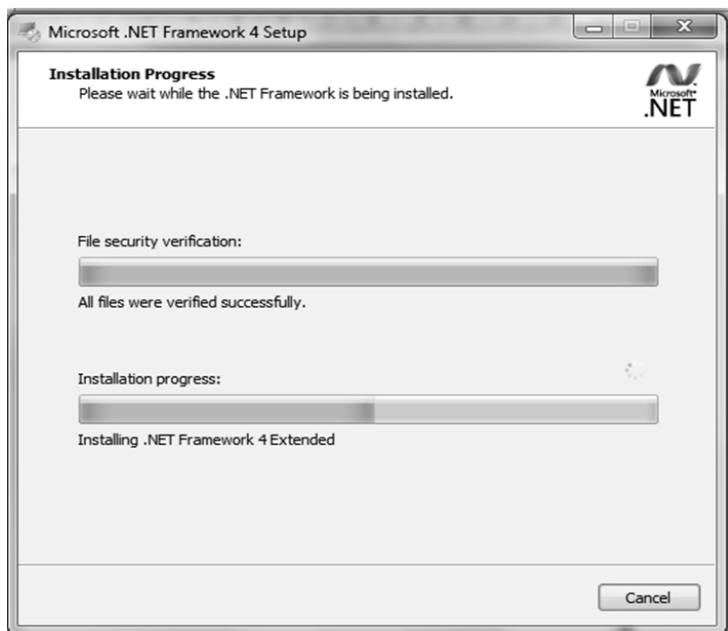 Microsoft .NET Framework 4 Setup
Installation Progress
Please wait while the .NET Framework is being installed.
Microsoft
.NET
File security verification:
All files were verified successfully.
Installation progress:
Installing .NET Framework 4 Extended
Cancel